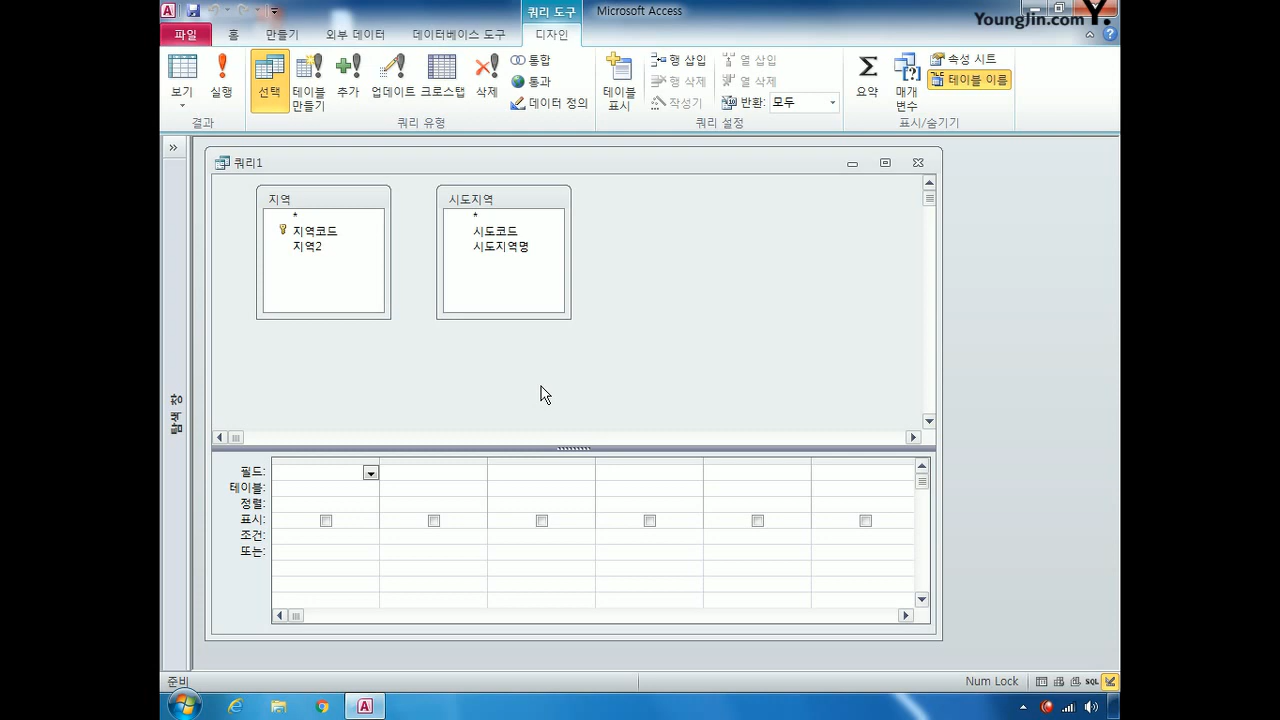 쿼리 도구
Microsoft Access
YoungJin.com Y.
파일 홈 만들기 외부 데이터 데이터베이스 도구 디자인
보기 실행 선택 테이블 만들기 추가 업데이트 크로스탭 삭제
통합
통과
데이터 정의
테이블 표시
행 삽입
행 삭제
작성기
열 삽입
열 삭제
반환: 모두
요약
매개 변수
속성 시트
테이블 이름
결과 쿼리 유형 쿼리 설정 표시/숨기기
쿼리1
지역
*
지역코드
지역2
시도지역
*
시도코드
시도지역명
탐색 창
필드:
테이블:
정렬:
표시:
조건:
또는:
준비
Num Lock
SQL